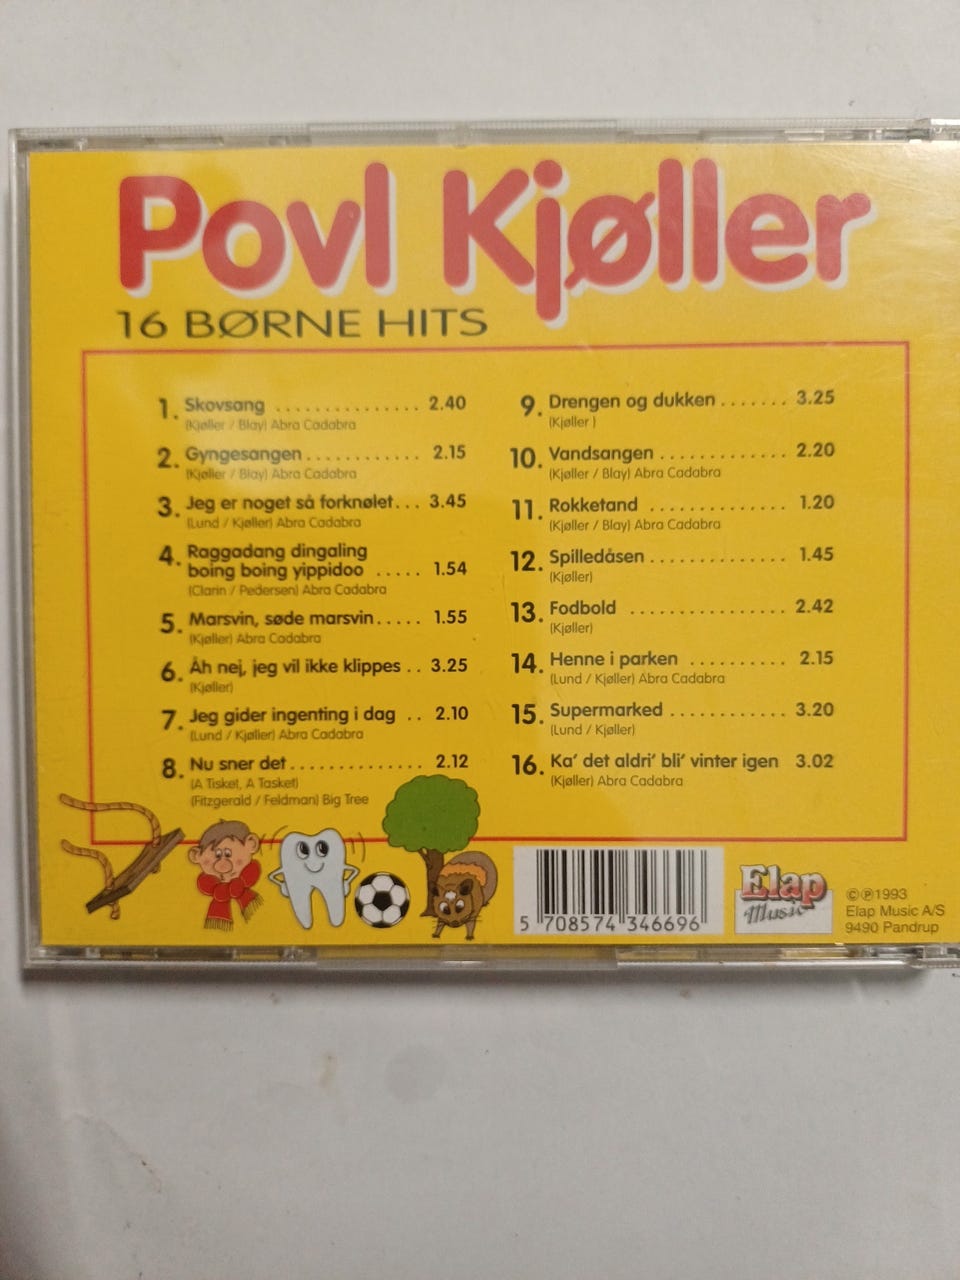 Povl Kjøller
16 BØRNE HITS
1. Skovsang .............. 2.40
(Kjøller / Blay) Abra Cadabra
2. Gyngesangen ........... 2.15
(Kjøller / Blay) Abra Cadabra
3. Jeg er noget så forknølet... 3.45
(Lund / Kjøller) Abra Cadabra
4. Raggadang dingaling
boing boing yippidoo ..... 1.54
(Clarin / Pedersen) Abra Cadabra
5. Marsvin, søde marsvin..... 1.55
(Kjøller) Abra Cadabra
6. Åh nej, jeg vil ikke klippes .. 3.25
(Kjøller)
7. Jeg gider ingenting i dag .. 2.10
(Lund / Kjøller) Abra Cadabra
8. Nu sner det ............. 2.12
(A Tisket, A Tasket)
(Fitzgerald / Feldman) Big Tree
9. Drengen og dukken ....... 3.25
(Kjøller )
10. Vandsangen ............ 2.20
(Kjøller / Blay) Abra Cadabra
11. Rokketand ............. 1.20
(Kjøller / Blay) Abra Cadabra
12. Spilledåsen ............. 1.45
(Kjøller)
13. Fodbold ............... 2.42
(Kjøller)
14. Henne i parken .......... 2.15
(Lund / Kjøller) Abra Cadabra
15. Supermarked ........... 3.20
(Lund / Kjøller)
16. Ka' det aldri' bli' vinter igen 3.02
(Kjøller) Abra Cadabra
5 708574 346696
Elap
Music
©℗1993
Elap Music A/S
9490 Pandrup